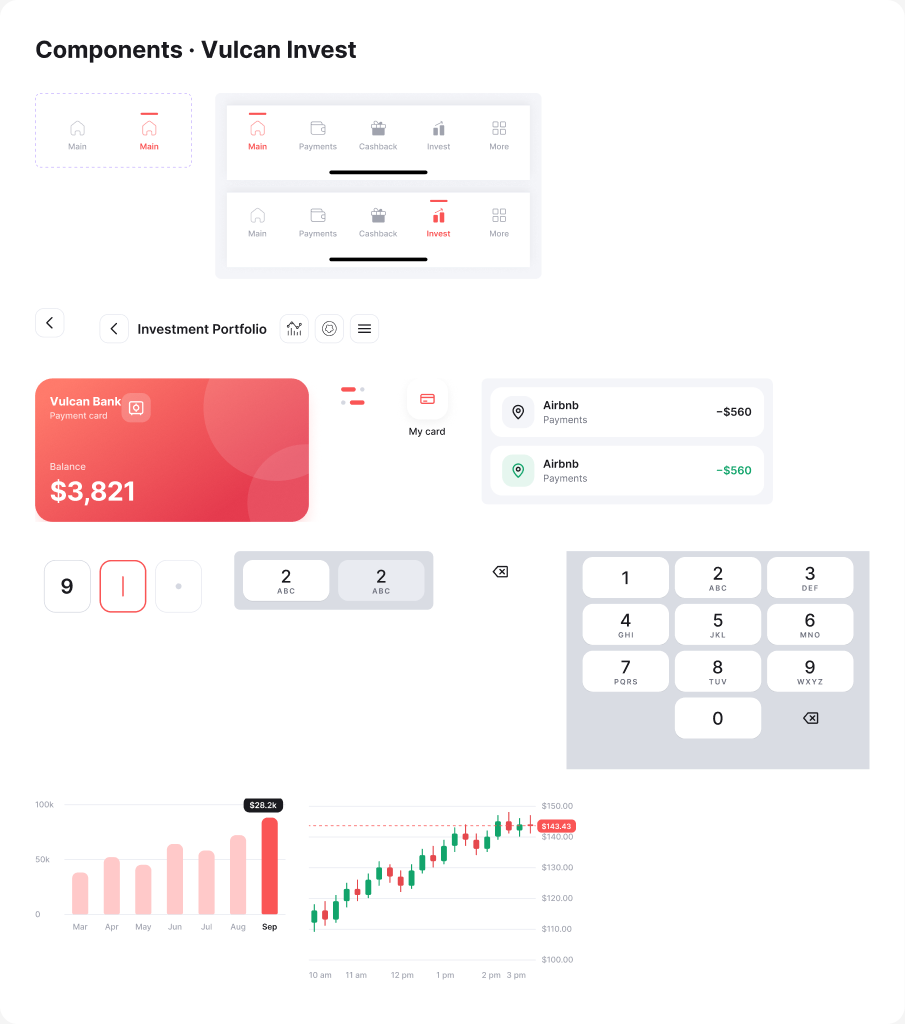 Components · Vulcan Invest
Main Main
Main Payments Cashback Invest More
Main Payments Cashback Invest More
Investment Portfolio
Vulcan Bank
Payment card
Balance
$3,821
My card
Airbnb
Payments
−$560
Airbnb
Payments
−$560
9
2
ABC
2
ABC
1
2
ABC
3
DEF
4
GHI
5
JKL
6
MNO
7
PQRS
8
TUV
9
WXYZ
0
100k
$28.2k
50k
0
Mar Apr May Jun Jul Aug Sep
$150.00
$143.43
$140.00
$130.00
$120.00
$110.00
$100.00
10 am 11 am 12 pm 1 pm 2 pm 3 pm